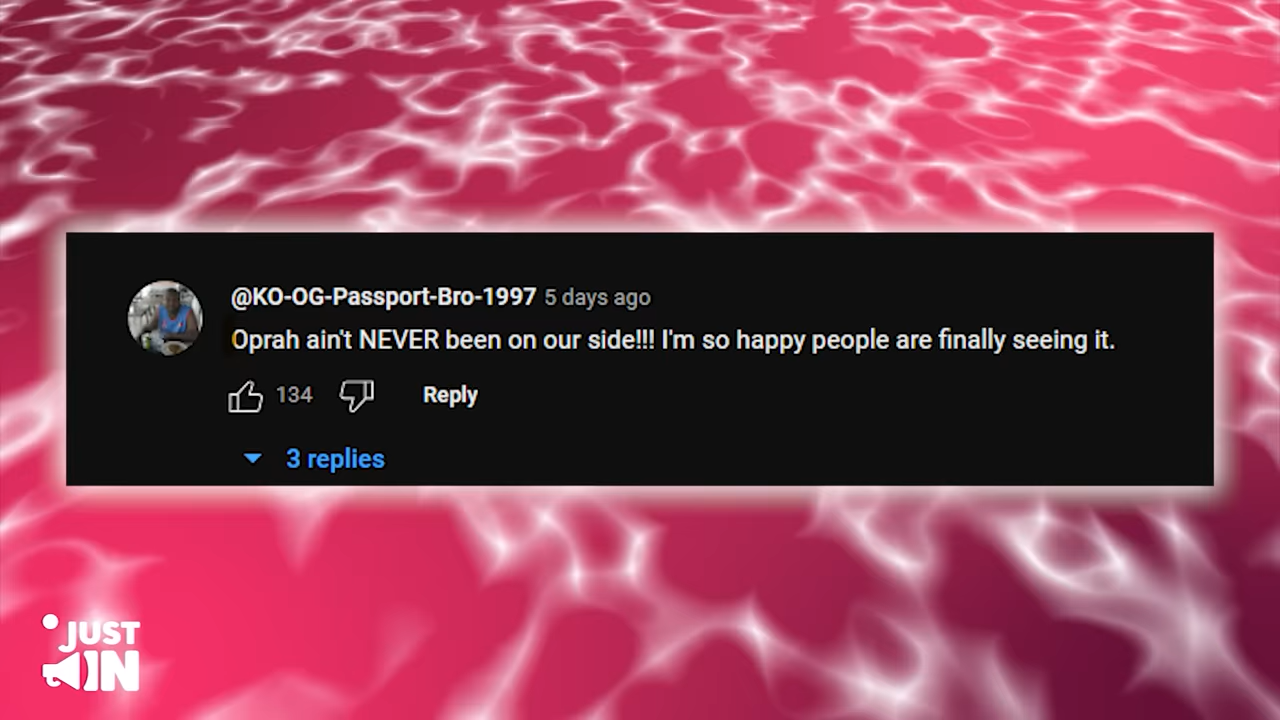 @KO-OG-Passport-Bro-1997 5 days ago
Oprah ain't NEVER been on our side!!! I'm so happy people are finally seeing it.
134 Reply
3 replies
JUST
IN